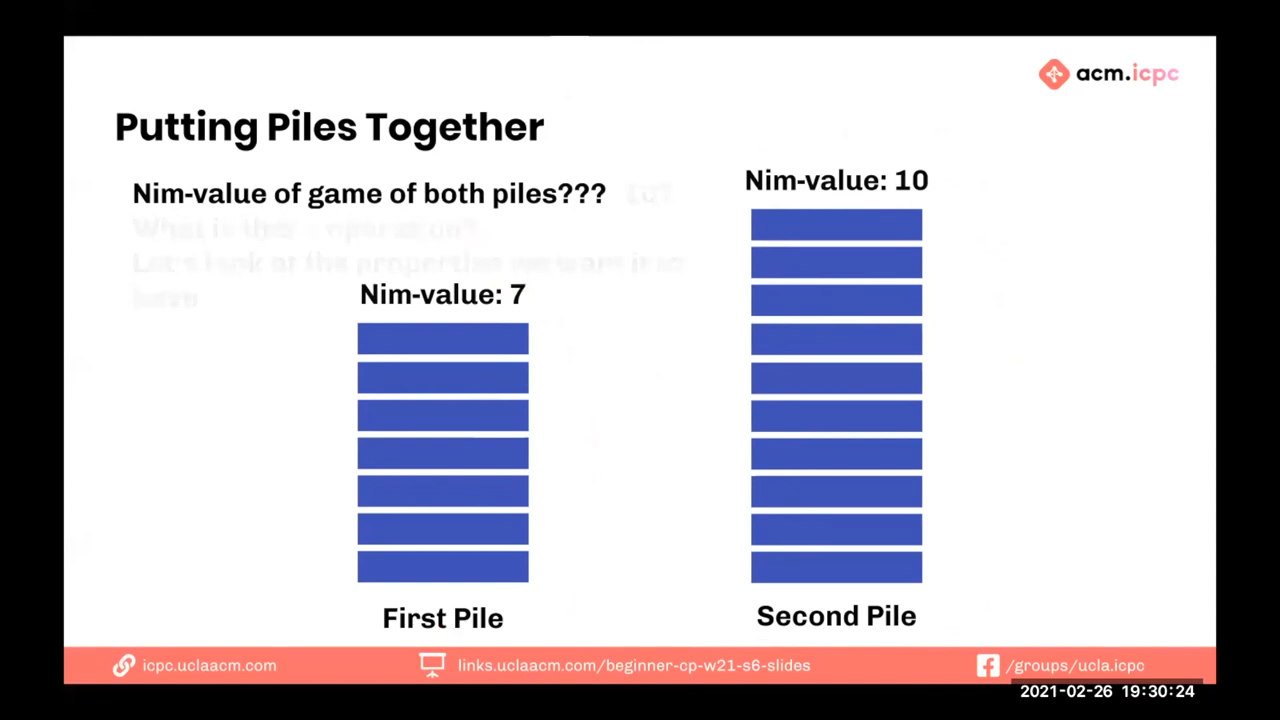 acm.icpc
Putting Piles Together
Nim-value of game of both piles???
Nim-value: 10
Nim-value: 7
First Pile
Second Pile
icpc.uclaacm.com
links.uclaacm.com/beginner-cp-w21-s6-slides
/groups/ucla.icpc
2021-02-26 19:30:24